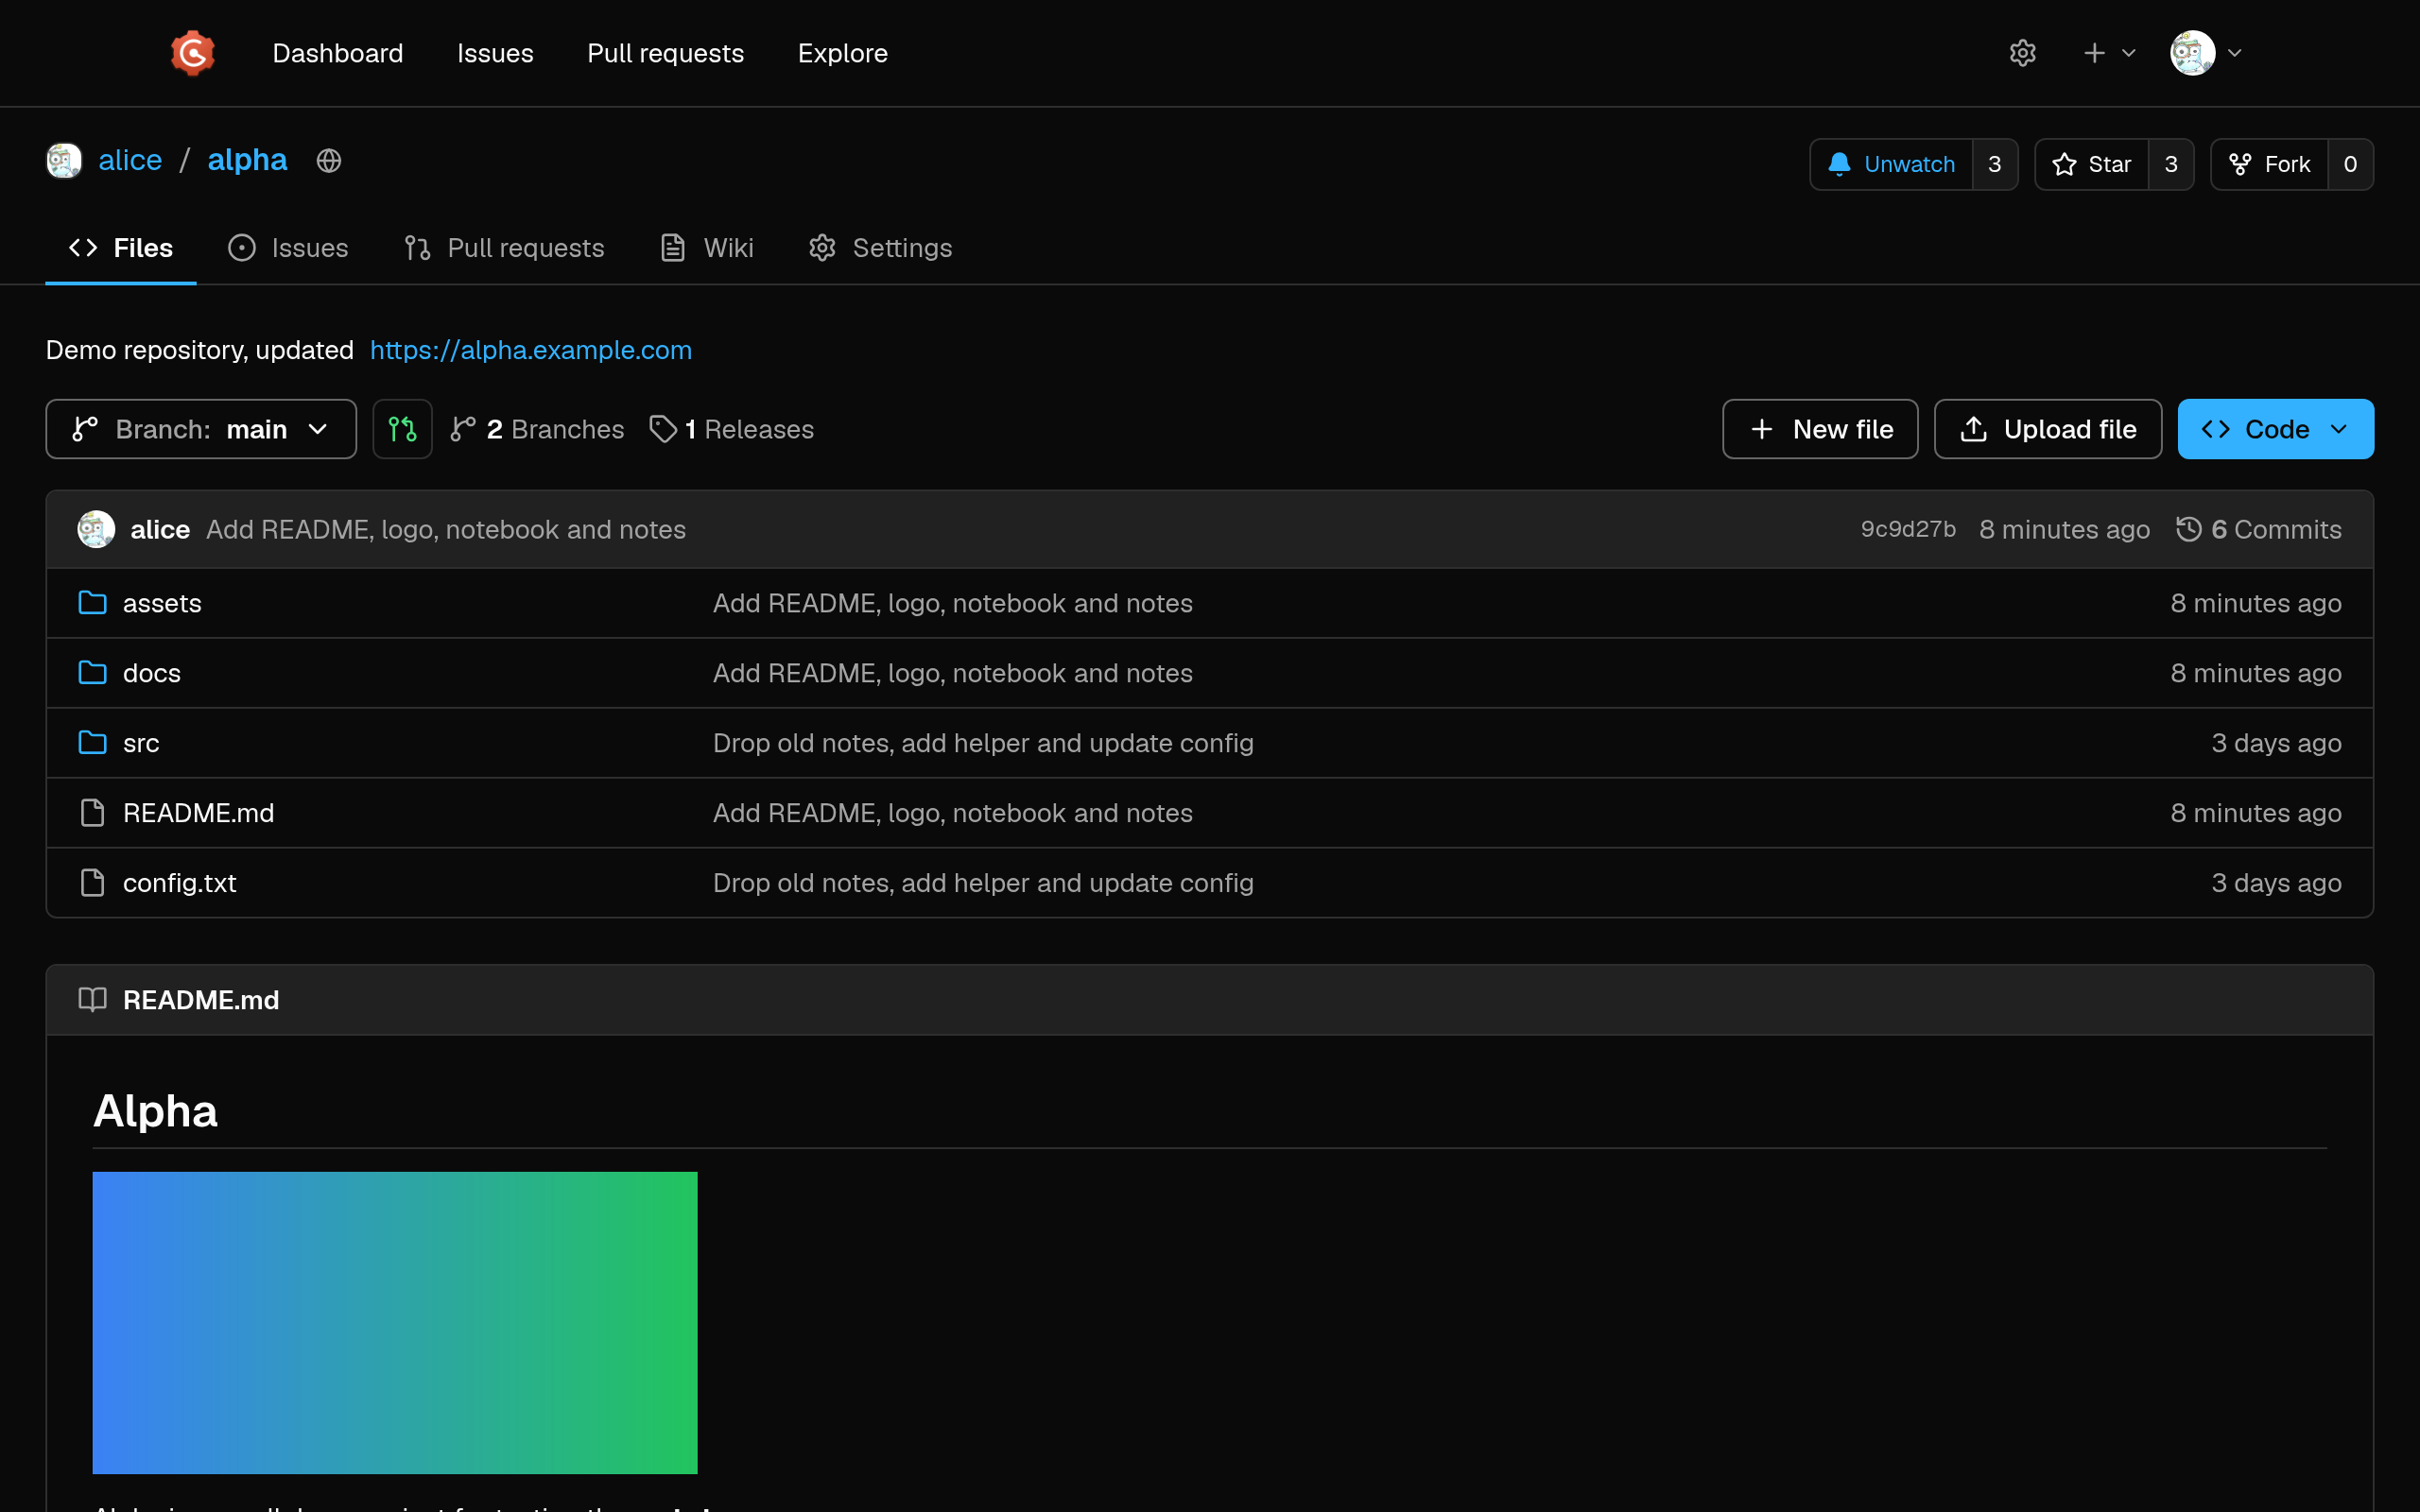 Dashboard Issues Pull requests Explore
alice / alpha
Unwatch 3 Star 3 Fork 0
Files Issues Pull requests Wiki Settings
Demo repository, updated https://alpha.example.com
Branch: main 2 Branches 1 Releases New file Upload file Code
alice Add README, logo, notebook and notes 9c9d27b 8 minutes ago 6 Commits
assets Add README, logo, notebook and notes 8 minutes ago
docs Add README, logo, notebook and notes 8 minutes ago
src Drop old notes, add helper and update config 3 days ago
README.md Add README, logo, notebook and notes 8 minutes ago
config.txt Drop old notes, add helper and update config 3 days ago
README.md
Alpha